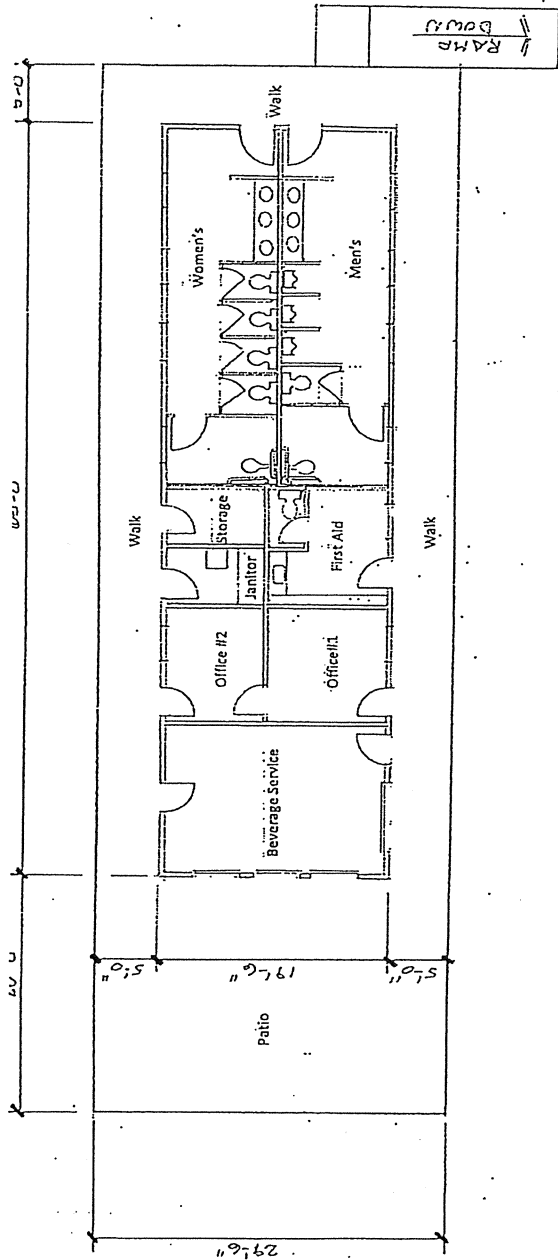 RAMP
DOWN
Walk
Women's
Men's
Walk
Storage
Janitor
First Aid
Walk
Office #2
Office #1
Beverage Service
5'-0"
19'-6"
5'-0"
Patio
29'-6"